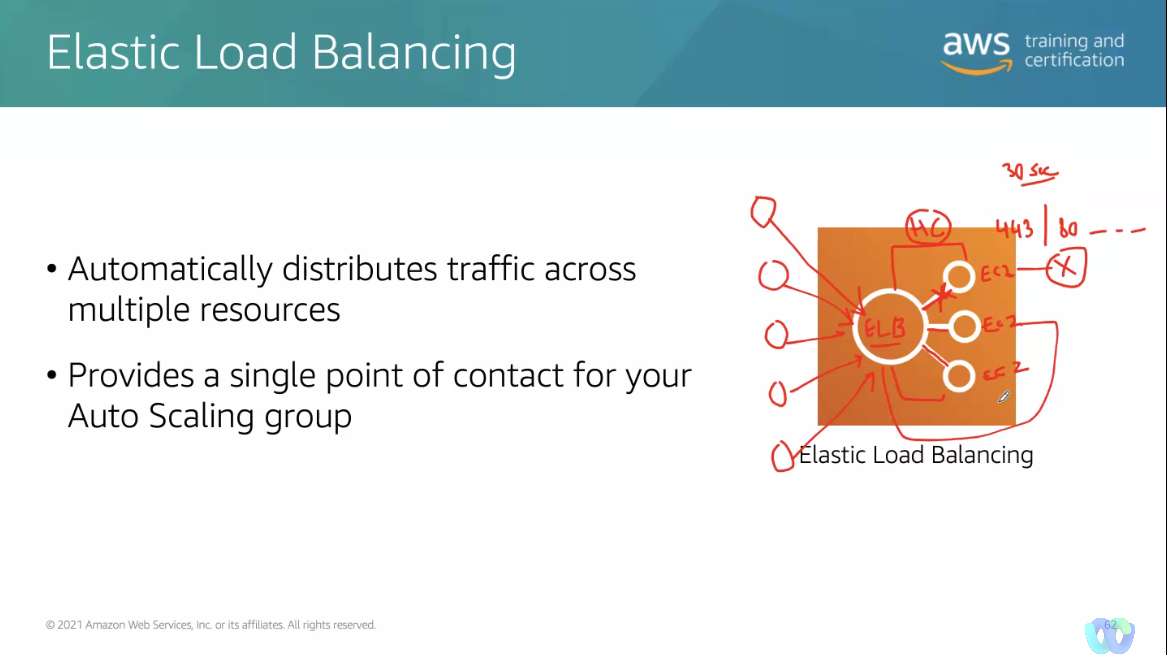 Elastic Load Balancing
aws training and
certification
30 sec
HC
443 | 80 ---
• Automatically distributes traffic across
multiple resources
EC2 X
ELB
EC2
EC2
• Provides a single point of contact for your
Auto Scaling group
Elastic Load Balancing
© 2021 Amazon Web Services, Inc. or its affiliates. All rights reserved.
62